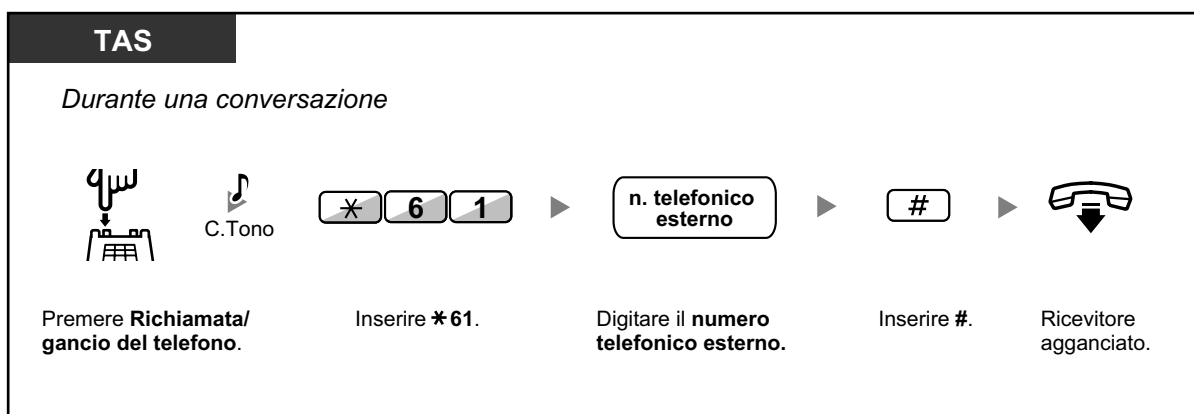 TAS
Durante una conversazione
C.Tono
* 6 1
n. telefonico
esterno
#
Premere Richiamata/
gancio del telefono.
Inserire *61.
Digitare il numero
telefonico esterno.
Inserire #.
Ricevitore
agganciato.